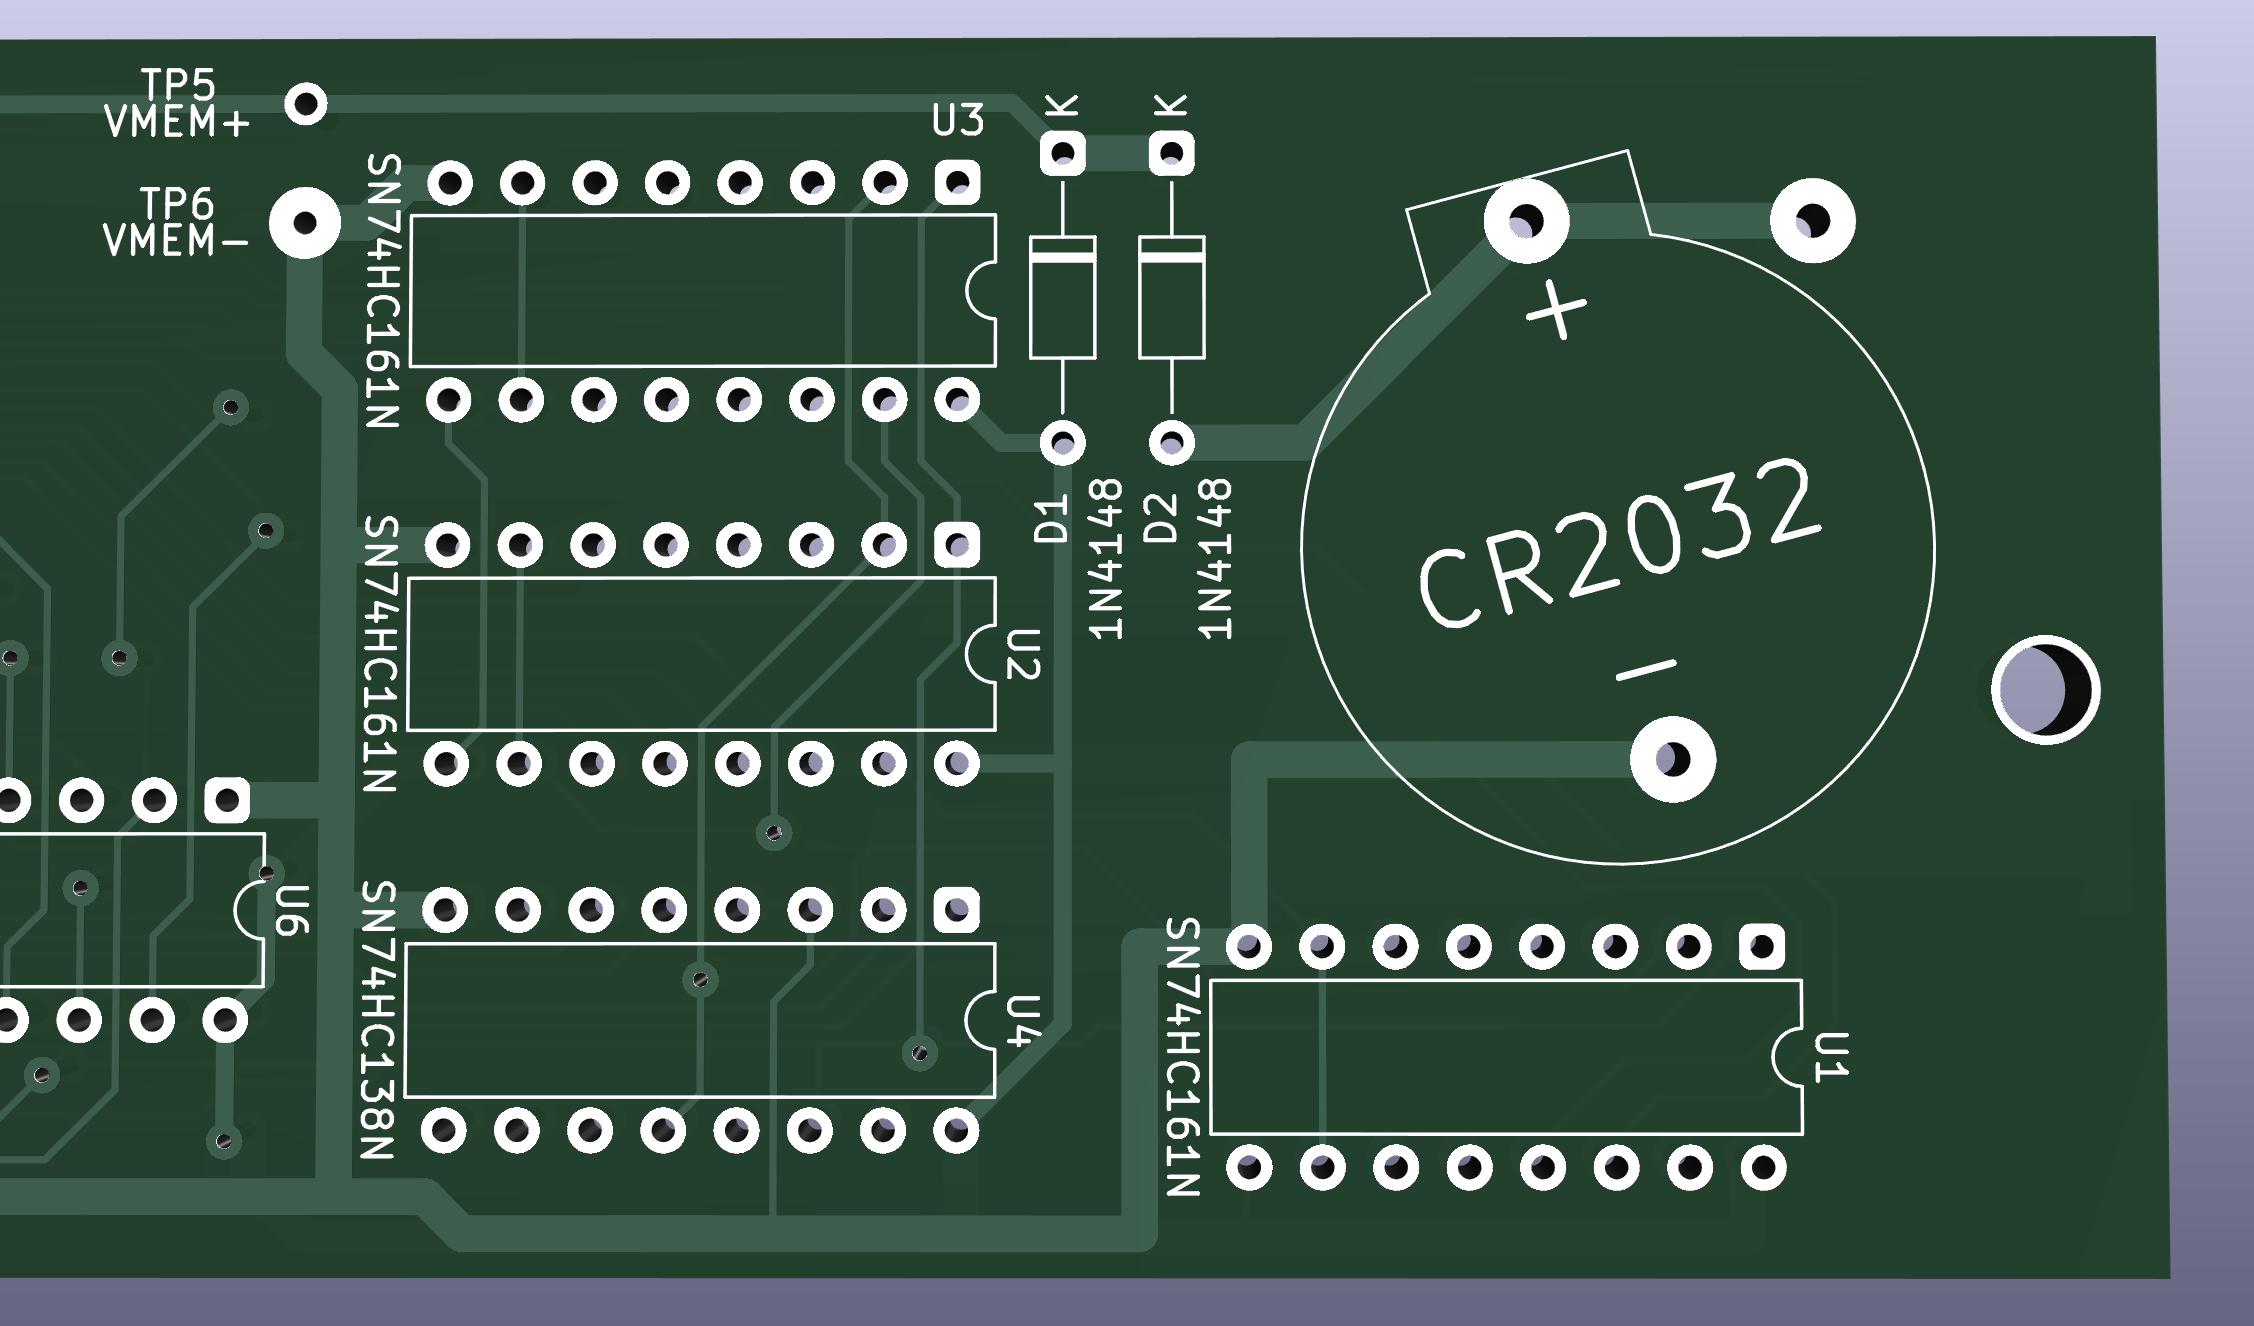 TP5
VMEM+
TP6
VMEM-
SN74HC161N
U3
K
K
D1
1N4148
D2
1N4148
+
CR2032
-
SN74HC161N
U2
U6
SN74HC138N
U4
SN74HC161N
U1